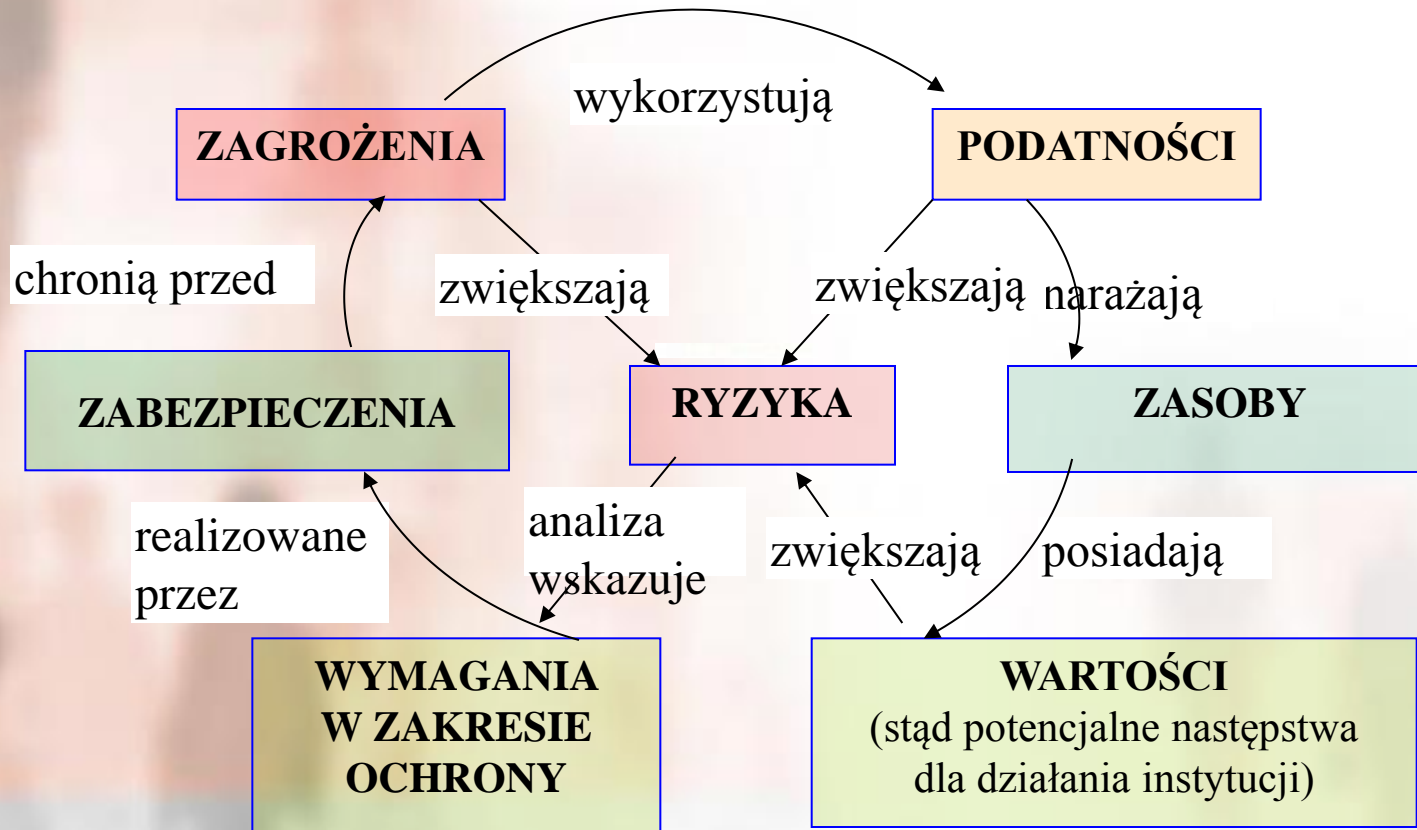 wykorzystują
ZAGROŻENIA
PODATNOŚCI
chronią przed
zwiększają
zwiększają
narażają
ZABEZPIECZENIA
RYZYKA
ZASOBY
realizowane
przez
analiza
wskazuje
zwiększają
posiadają
WYMAGANIA
W ZAKRESIE
OCHRONY
WARTOŚCI
(stąd potencjalne następstwa
dla działania instytucji)